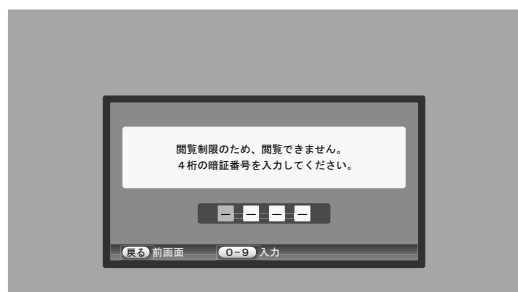 閲覧制限のため、閲覧できません。
4桁の暗証番号を入力してください。
－ － － －
戻る 前画面 0-9 入力